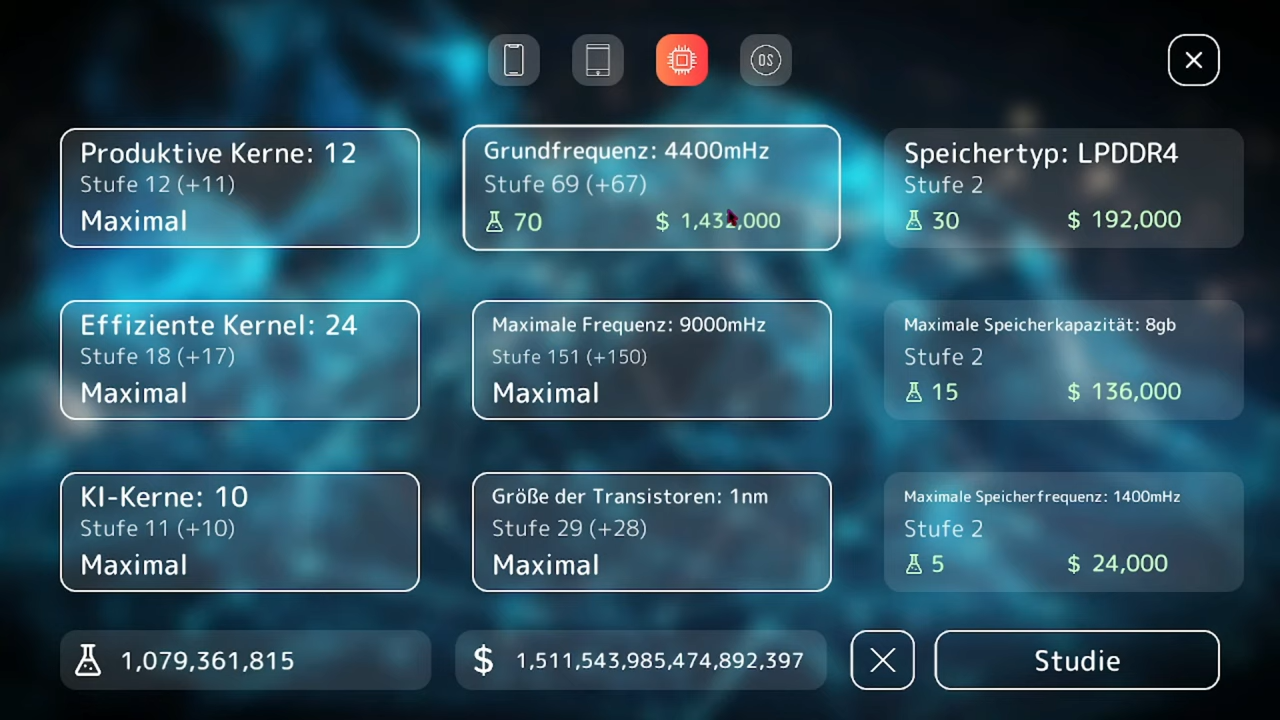 OS
Produktive Kerne: 12
Stufe 12 (+11)
Maximal
Grundfrequenz: 4400mHz
Stufe 69 (+67)
70
$ 1,432,000
Speichertyp: LPDDR4
Stufe 2
30
$ 192,000
Effiziente Kernel: 24
Stufe 18 (+17)
Maximal
Maximale Frequenz: 9000mHz
Stufe 151 (+150)
Maximal
Maximale Speicherkapazität: 8gb
Stufe 2
15
$ 136,000
KI-Kerne: 10
Stufe 11 (+10)
Maximal
Größe der Transistoren: 1nm
Stufe 29 (+28)
Maximal
Maximale Speicherfrequenz: 1400mHz
Stufe 2
5
$ 24,000
1,079,361,815
$ 1,511,543,985,474,892,397
Studie